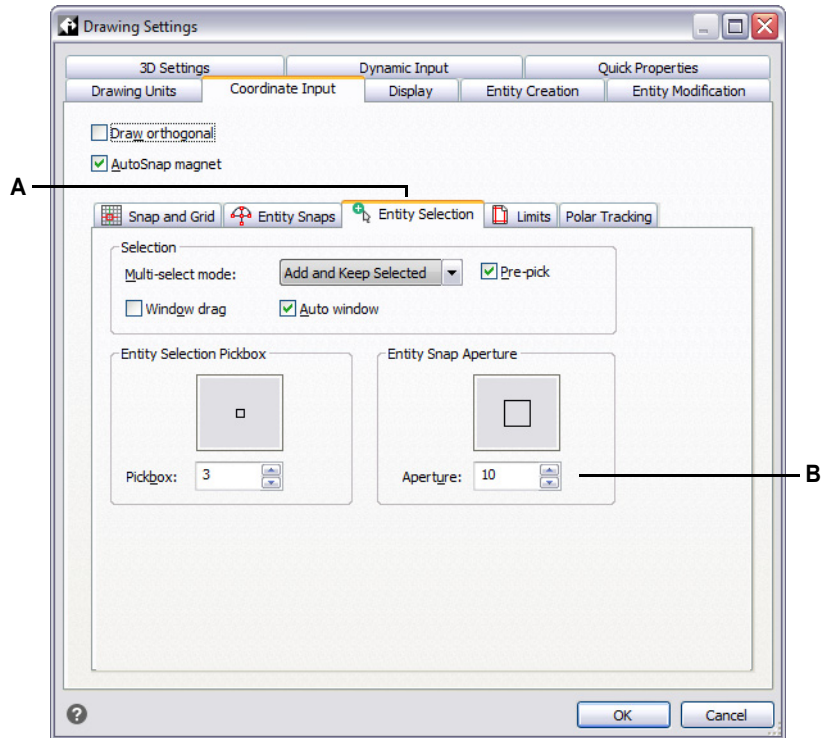 Drawing Settings
3D Settings Dynamic Input Quick Properties
Drawing Units Coordinate Input Display Entity Creation Entity Modification
Draw orthogonal
AutoSnap magnet
A
Snap and Grid Entity Snaps Entity Selection Limits Polar Tracking
Selection
Multi-select mode: Add and Keep Selected Pre-pick
Window drag Auto window
Entity Selection Pickbox Entity Snap Aperture
Pickbox: 3 Aperture: 10 B
? OK Cancel